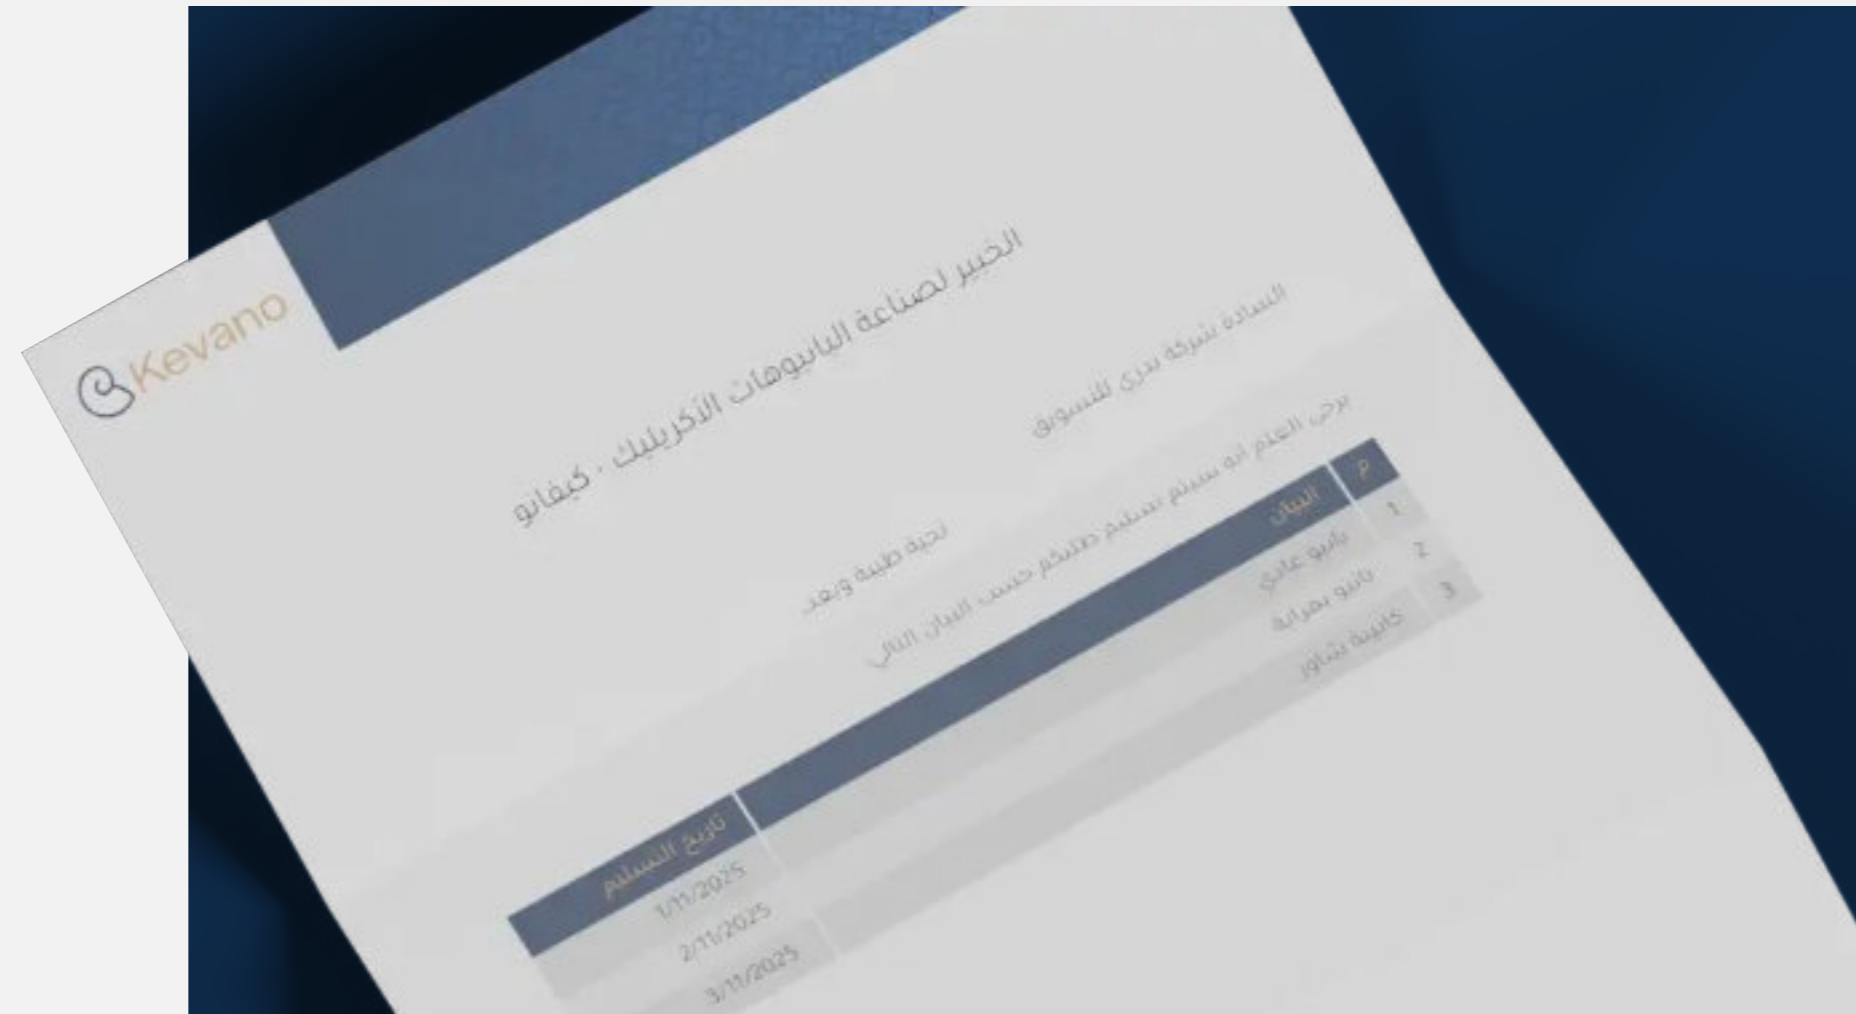 Kevano
الخبير لصناعة البانيوهات الأكريليك . كيفانو
السادة شركة بدري للتسويق
تحية طيبة وبعد
يرجى العلم انو سيتم تسليم طلبكم حسب البيان التالي
م البيان تاريخ التسليم
1 بانيو عادي 1/11/2025
2 بانيو بمراية 2/11/2025
3 كابينة شاور 3/11/2025